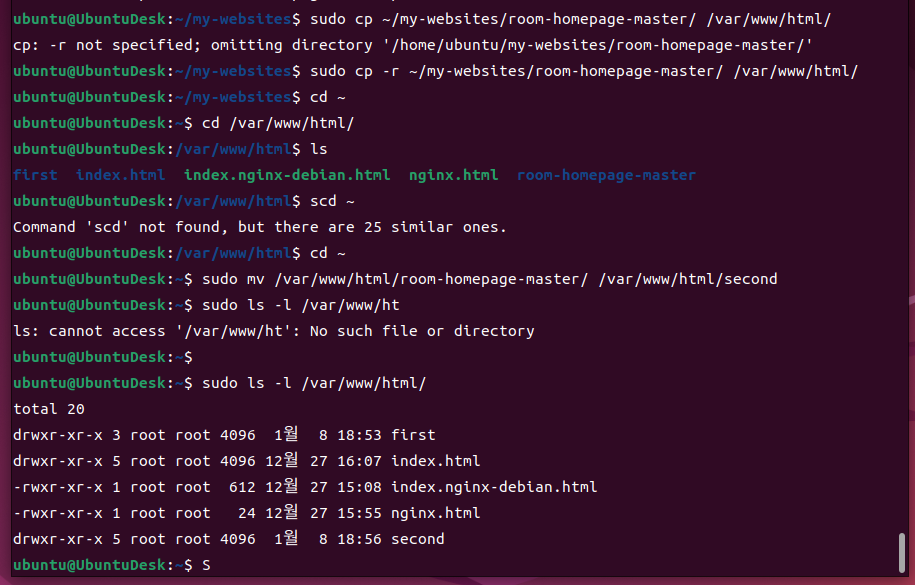 ubuntu@UbuntuDesk:~/my-websites$ sudo cp ~/my-websites/room-homepage-master/ /var/www/html/
cp: -r not specified; omitting directory '/home/ubuntu/my-websites/room-homepage-master/'
ubuntu@UbuntuDesk:~/my-websites$ sudo cp -r ~/my-websites/room-homepage-master/ /var/www/html/
ubuntu@UbuntuDesk:~/my-websites$ cd ~
ubuntu@UbuntuDesk:~$ cd /var/www/html/
ubuntu@UbuntuDesk:/var/www/html$ ls
first  index.html  index.nginx-debian.html  nginx.html  room-homepage-master
ubuntu@UbuntuDesk:/var/www/html$ scd ~
Command 'scd' not found, but there are 25 similar ones.
ubuntu@UbuntuDesk:/var/www/html$ cd ~
ubuntu@UbuntuDesk:~$ sudo mv /var/www/html/room-homepage-master/ /var/www/html/second
ubuntu@UbuntuDesk:~$ sudo ls -l /var/www/ht
ls: cannot access '/var/www/ht': No such file or directory
ubuntu@UbuntuDesk:~$
ubuntu@UbuntuDesk:~$ sudo ls -l /var/www/html/
total 20
drwxr-xr-x 3 root root 4096  1월  8 18:53 first
drwxr-xr-x 5 root root 4096 12월 27 16:07 index.html
-rwxr-xr-x 1 root root  612 12월 27 15:08 index.nginx-debian.html
-rwxr-xr-x 1 root root   24 12월 27 15:55 nginx.html
drwxr-xr-x 5 root root 4096  1월  8 18:56 second
ubuntu@UbuntuDesk:~$ S